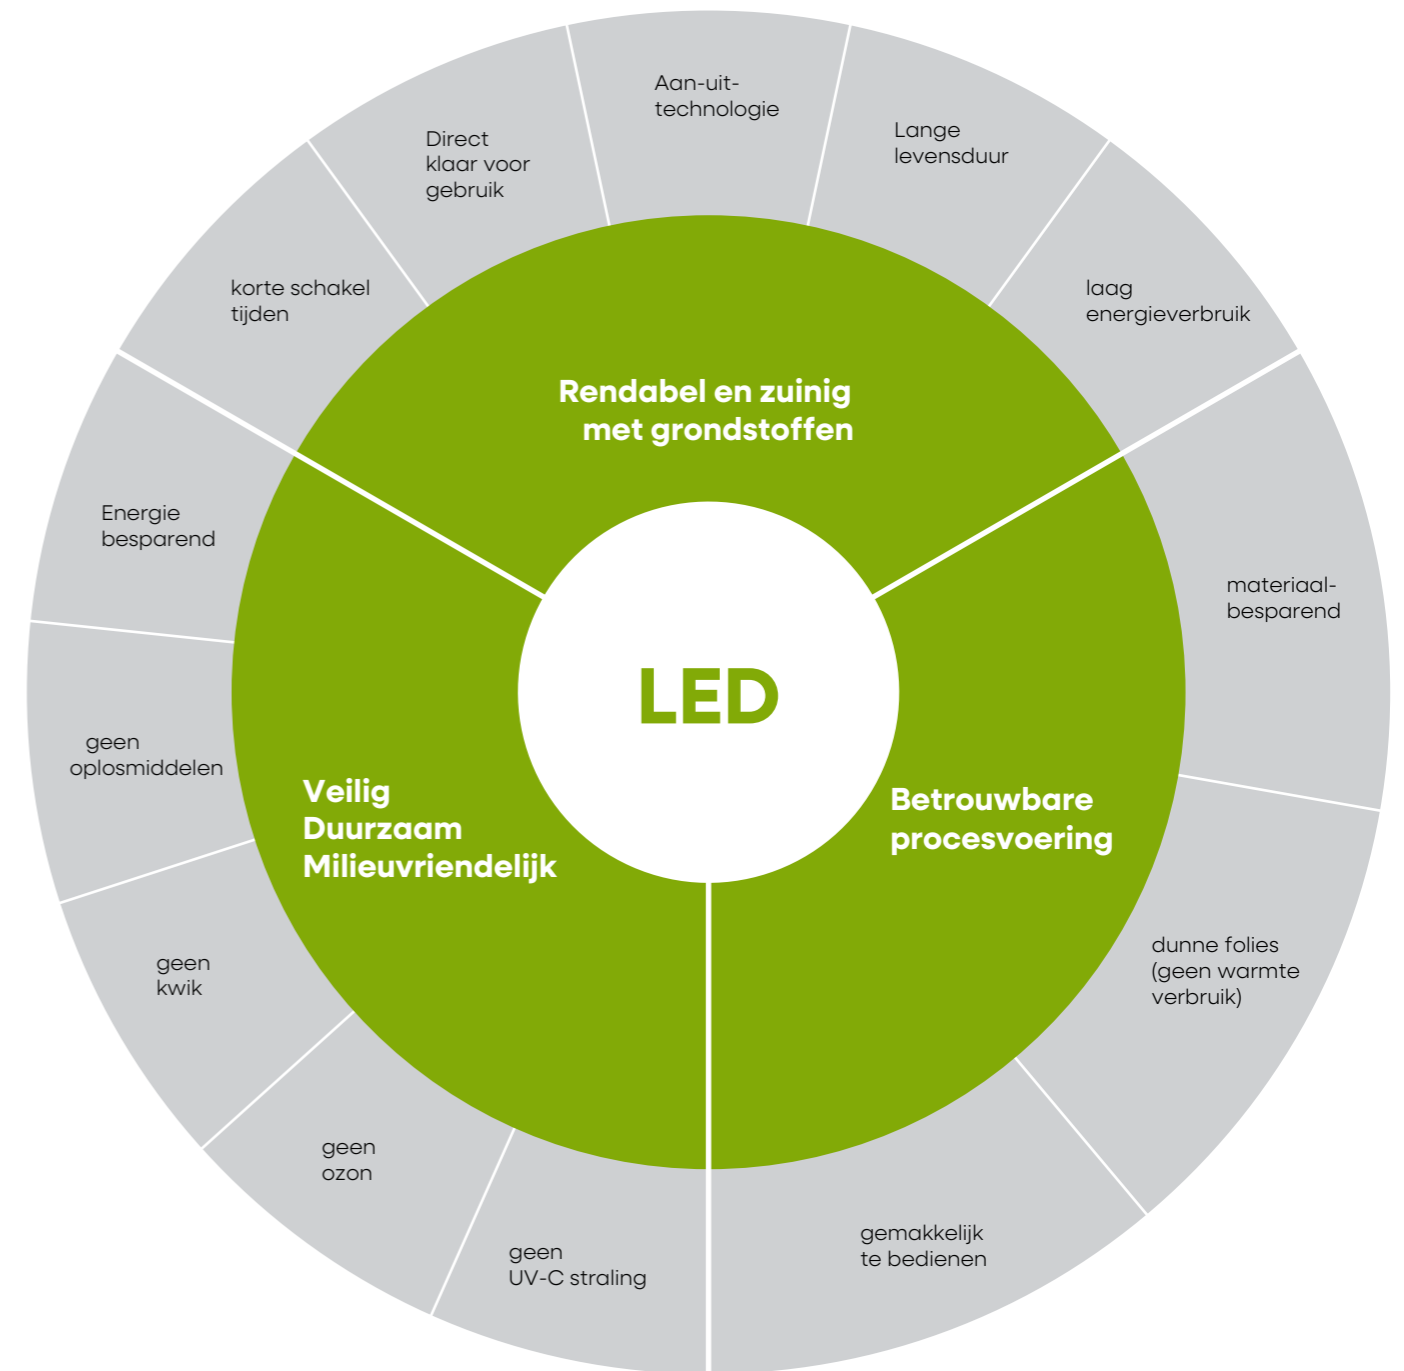 Aan-uit-
technologie
Lange
levensduur
Direct
klaar voor
gebruik
korte schakel
tijden
laag
energieverbruik
Rendabel en zuinig
met grondstoffen
Energie
besparend
materiaal-
besparend
LED
geen
oplosmiddelen
Veilig
Duurzaam
Milieuvriendelijk
Betrouwbare
procesvoering
geen
kwik
dunne folies
(geen warmte
verbruik)
geen
ozon
gemakkelijk
te bedienen
geen
UV-C straling